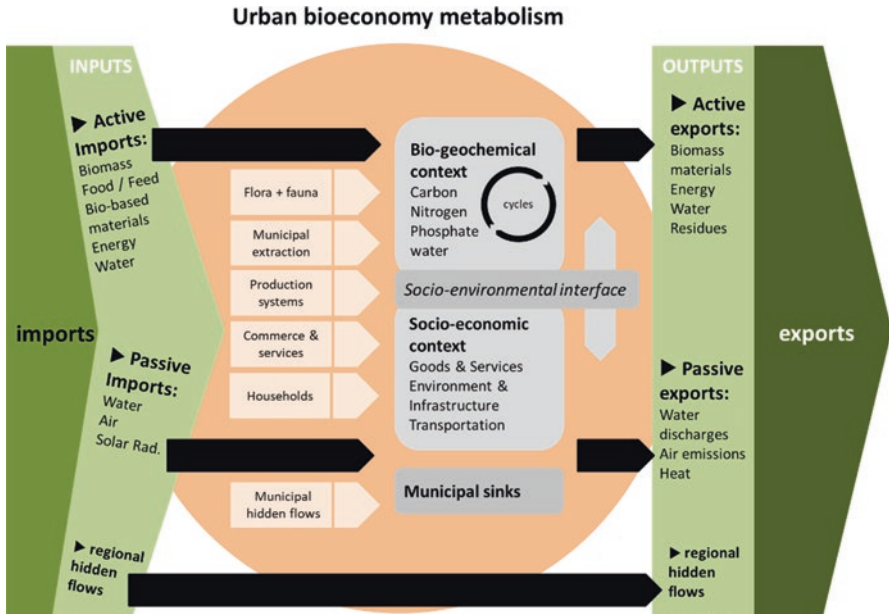 Urban bioeconomy metabolism
imports
INPUTS
► Active
Imports:
Biomass
Food / Feed
Bio-based
materials
Energy
Water
► Passive
Imports:
Water
Air
Solar Rad.
► regional
hidden
flows
Flora + fauna
Municipal
extraction
Production
systems
Commerce &
services
Households
Municipal
hidden flows
Bio-geochemical
context
Carbon
Nitrogen
Phosphate
water
cycles
Socio-environmental interface
Socio-economic
context
Goods & Services
Environment &
Infrastructure
Transportation
Municipal sinks
OUTPUTS
► Active
exports:
Biomass
materials
Energy
Water
Residues
► Passive
exports:
Water
discharges
Air emissions
Heat
► regional
hidden
flows
exports